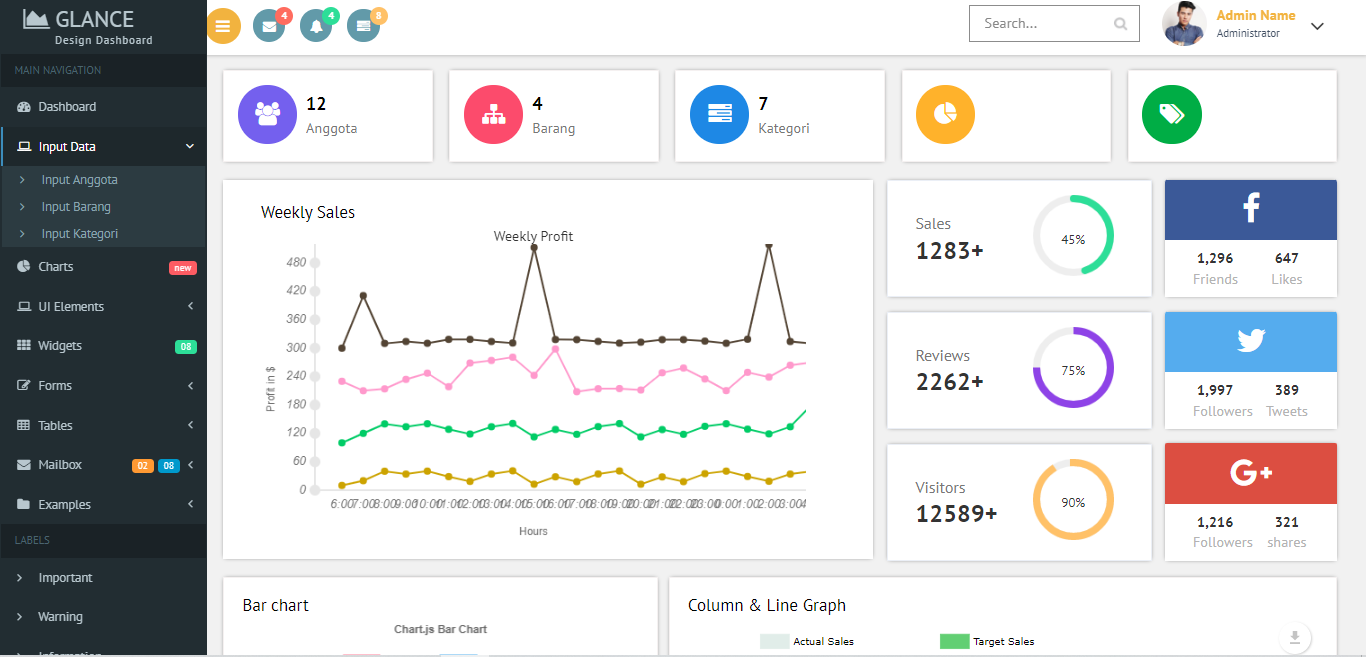 GLANCE
Design Dashboard
4
4
8
Search...
Admin Name
Administrator
MAIN NAVIGATION
Dashboard
Input Data
Input Anggota
Input Barang
Input Kategori
Charts
new
UI Elements
Widgets
08
Forms
Tables
Mailbox
02 08
Examples
LABELS
Important
Warning
Information
12
Anggota
4
Barang
7
Kategori
Weekly Sales
Weekly Profit
480
420
360
300
240
180
120
60
0
Profit in $
Hours
Sales
1283+
45%
Reviews
2262+
75%
Visitors
12589+
90%
1,296 647
Friends Likes
1,997 389
Followers Tweets
G+
1,216 321
Followers shares
Bar chart
Chart.js Bar Chart
Column & Line Graph
Actual Sales Target Sales